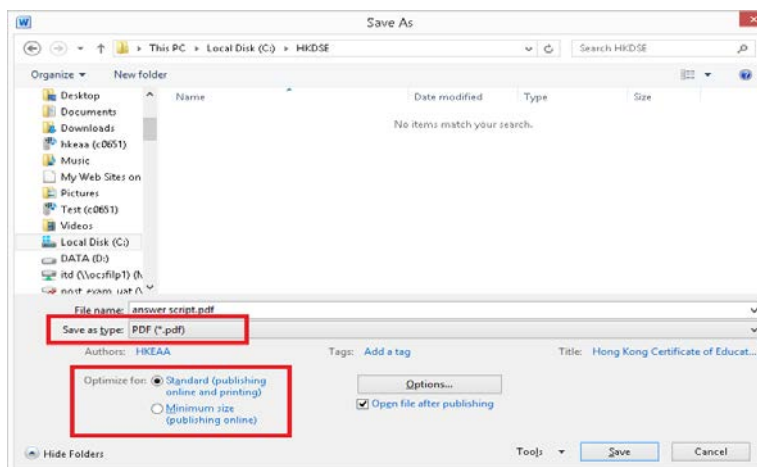 Save As
This PC ▸ Local Disk (C:) ▸ HKDSE
Search HKDSE
Organize
New folder
Name
Date modified
Type
Size
Desktop
Documents
Downloads
hkeaa (c0651)
Music
My Web Sites on
Pictures
Test (c0651)
Videos
Local Disk (C:)
DATA (D:)
itd (\\ocsfilp1) (N
post_exam_uat (\
No items match your search.
File name: answer script.pdf
Save as type: PDF (*.pdf)
Authors: HKEAA
Tags: Add a tag
Title: Hong Kong Certificate of Educat...
Optimize for: Standard (publishing
online and printing)
Minimum size
(publishing online)
Options...
Open file after publishing
Hide Folders
Tools
Save
Cancel